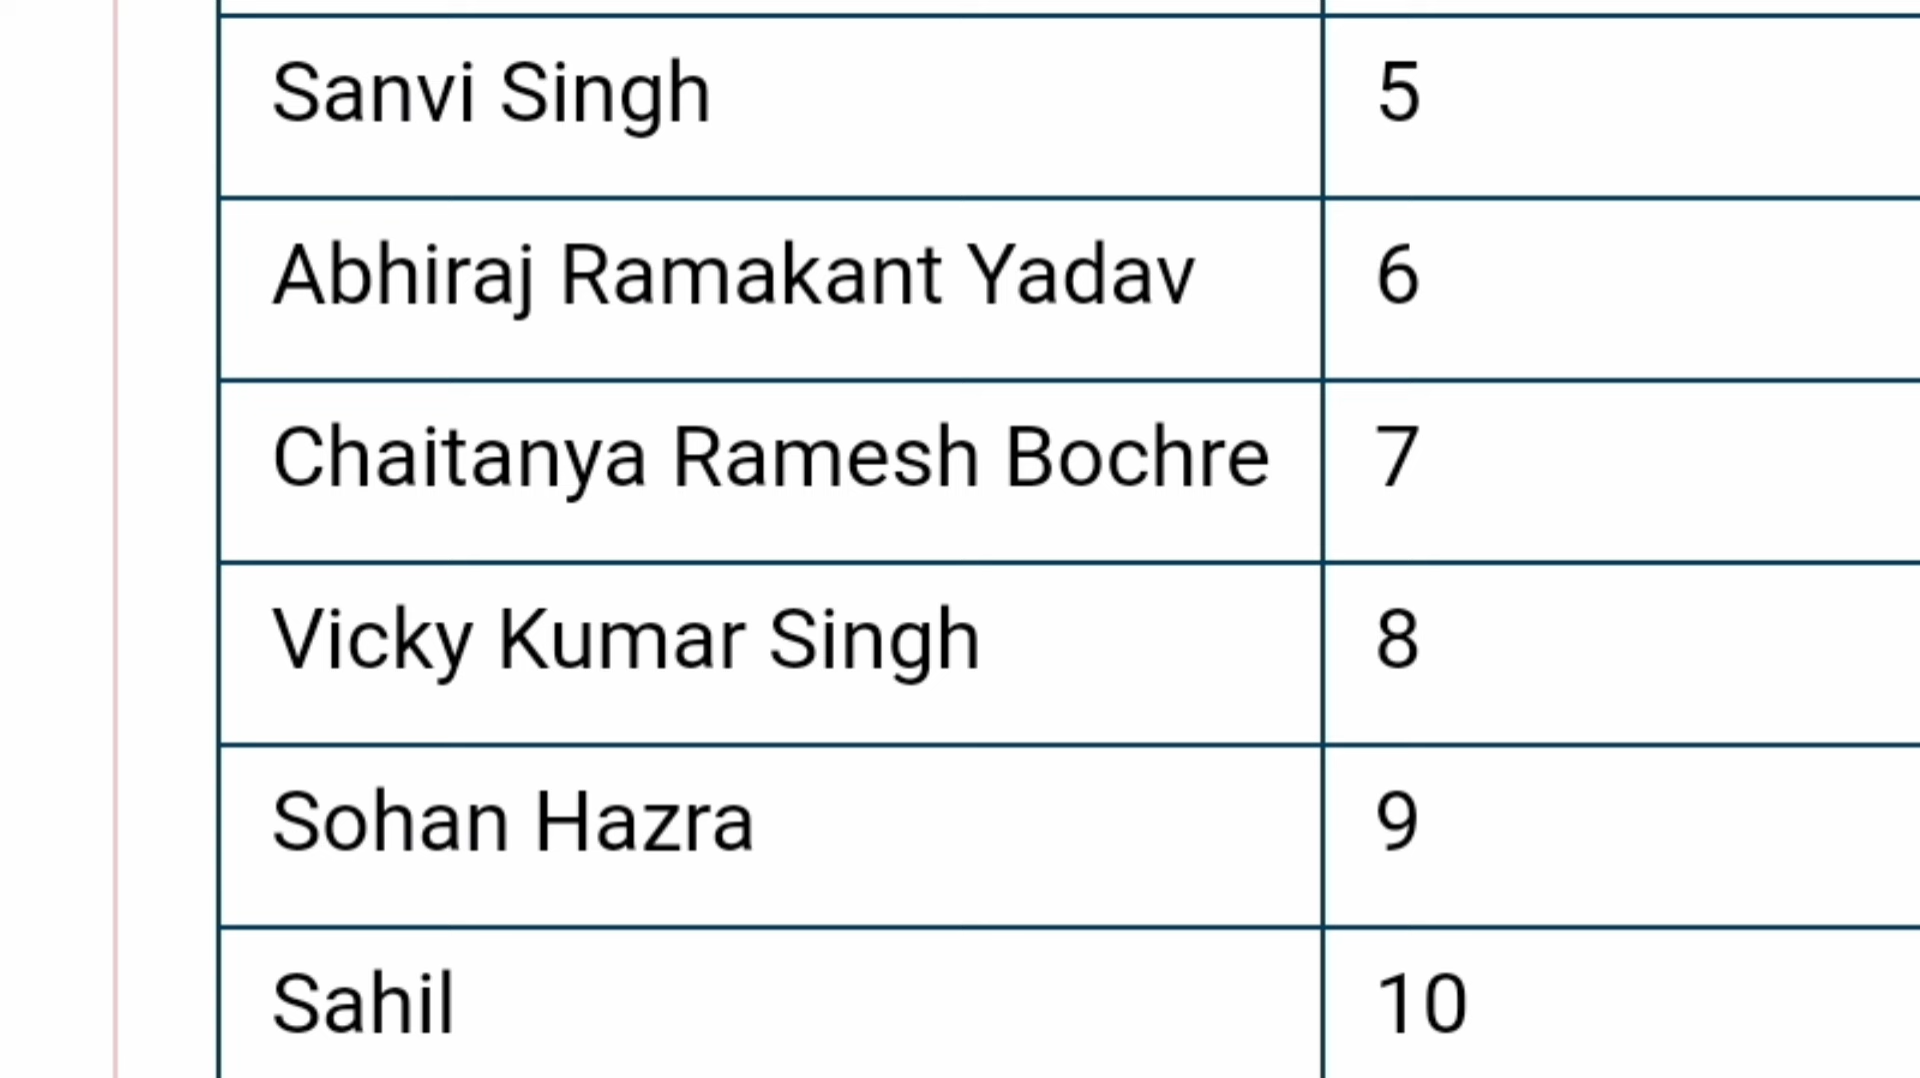 Sanvi Singh 5
Abhiraj Ramakant Yadav 6
Chaitanya Ramesh Bochre 7
Vicky Kumar Singh 8
Sohan Hazra 9
Sahil 10